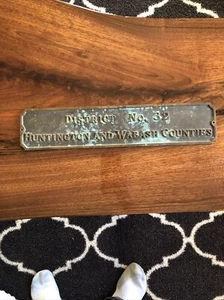 DISTRICT No. 32
HUNTINGTON AND WABASH COUNTIES